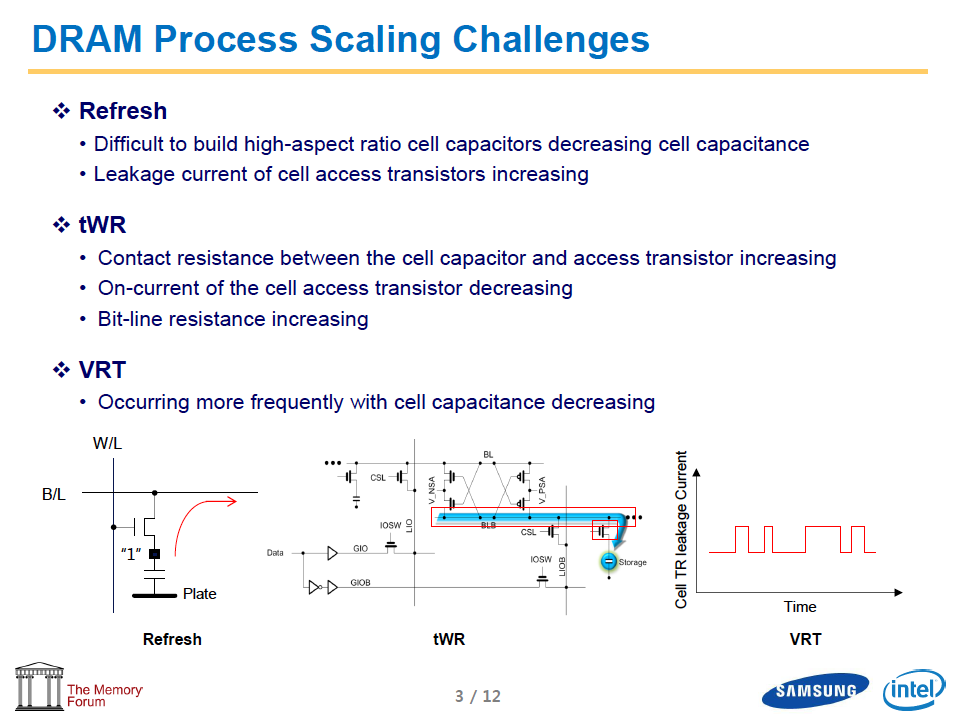 DRAM Process Scaling Challenges
❖ Refresh
• Difficult to build high-aspect ratio cell capacitors decreasing cell capacitance
• Leakage current of cell access transistors increasing
❖ tWR
• Contact resistance between the cell capacitor and access transistor increasing
• On-current of the cell access transistor decreasing
• Bit-line resistance increasing
❖ VRT
• Occurring more frequently with cell capacitance decreasing
W/L
B/L
"1"
Plate
Refresh
BL
CSL
V_NSA
V_PSA
BLB
CSL
IOSW
LIO
Data
GIO
IOSW
LIOB
Storage
GIOB
tWR
Cell TR leakage Current
Time
VRT
The Memory
Forum
3 / 12
SAMSUNG
intel